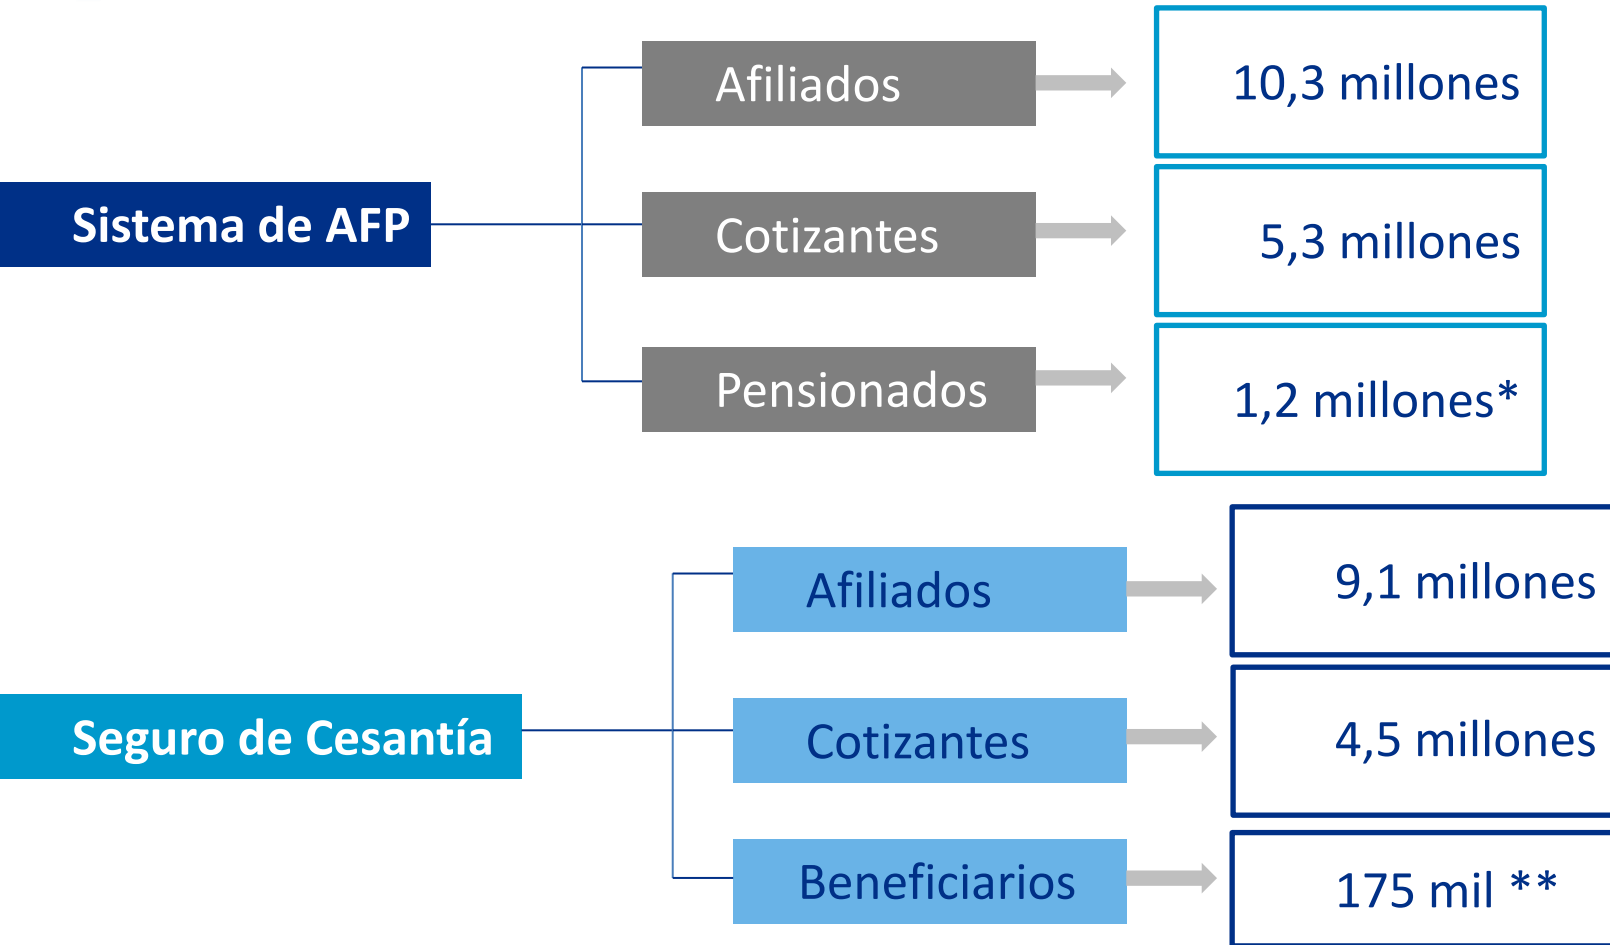 Sistema de AFP
Afiliados
10,3 millones
Cotizantes
5,3 millones
Pensionados
1,2 millones*
Seguro de Cesantía
Afiliados
9,1 millones
Cotizantes
4,5 millones
Beneficiarios
175 mil **